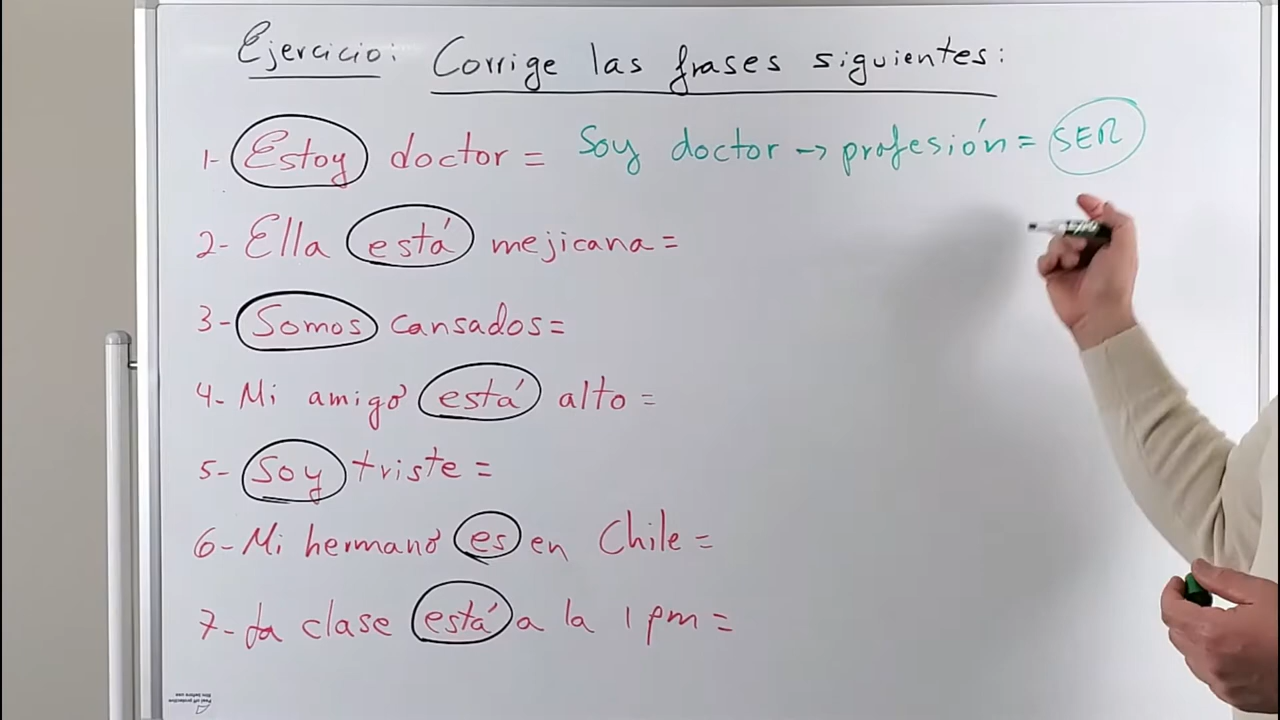 Ejercicio: Corrige las frases siguientes:
1- Estoy doctor = Soy doctor → profesión = SER
2- Ella está mejicana =
3- Somos cansados =
4- Mi amigo está alto =
5- Soy triste =
6- Mi hermano es en Chile =
7- La clase está a la 1 pm =